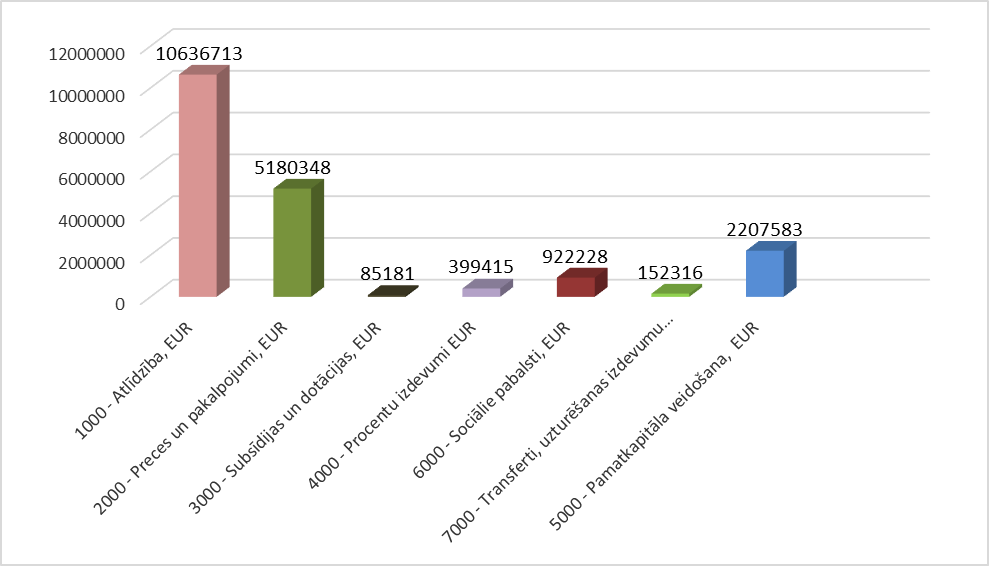 12000000
10000000
8000000
6000000
4000000
2000000
0
10636713
5180348
85181
399415
922228
152316
2207583
1000 - Atlīdzība, EUR
2000 - Preces un pakalpojumi, EUR
3000 - Subsīdijas un dotācijas, EUR
4000 - Procentu izdevumi EUR
6000 - Sociālie pabalsti, EUR
7000 - Transferti, uzturēšanas izdevumu…
5000 - Pamatkapitāla veidošana, EUR